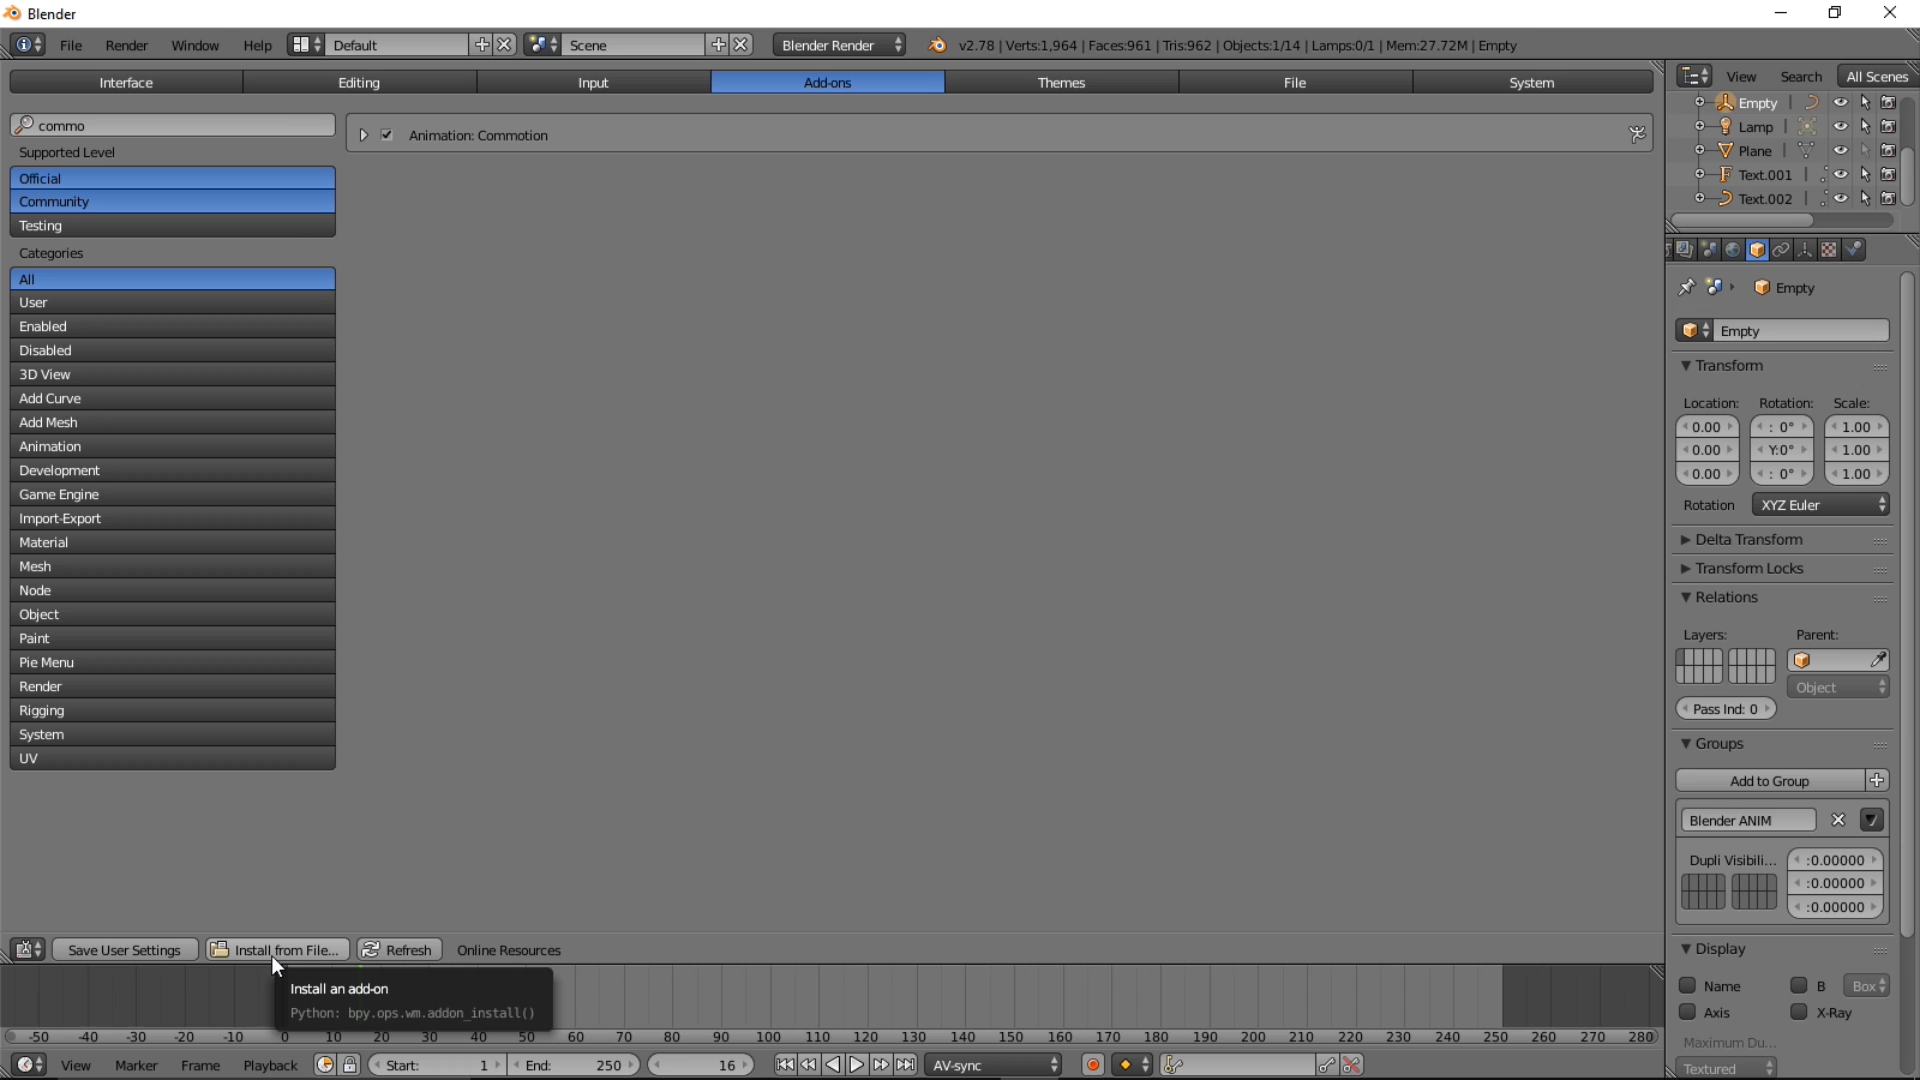 Blender
File Render Window Help Default Scene Blender Render v2.78 | Verts:1,964 | Faces:961 | Tris:962 | Objects:1/14 | Lamps:0/1 | Mem:27.72M | Empty
Interface Editing Input Add-ons Themes File System
commo
Supported Level
Official
Community
Testing
Categories
All
User
Enabled
Disabled
3D View
Add Curve
Add Mesh
Animation
Development
Game Engine
Import-Export
Material
Mesh
Node
Object
Paint
Pie Menu
Render
Rigging
System
UV
Animation: Commotion
Save User Settings Install from File... Refresh Online Resources
Install an add-on
Python: bpy.ops.wm.addon_install()
-50 -40 -30 -20 -10 0 10 20 30 40 50 60 70 80 90 100 110 120 130 140 150 160 170 180 190 200 210 220 230 240 250 260 270 280
View Marker Frame Playback Start: 1 End: 250 16 AV-sync
View Search All Scenes
Empty
Lamp
Plane
Text.001
Text.002
Empty
Empty
Transform
Location: Rotation: Scale:
0.00 : 0° 1.00
0.00 Y:0° 1.00
0.00 : 0° 1.00
Rotation XYZ Euler
Delta Transform
Transform Locks
Relations
Layers: Parent:
Object
Pass Ind: 0
Groups
Add to Group
Blender ANIM
Dupli Visibili... :0.00000
:0.00000
:0.00000
Display
Name B Box
Axis X-Ray
Maximum Du...
Textured